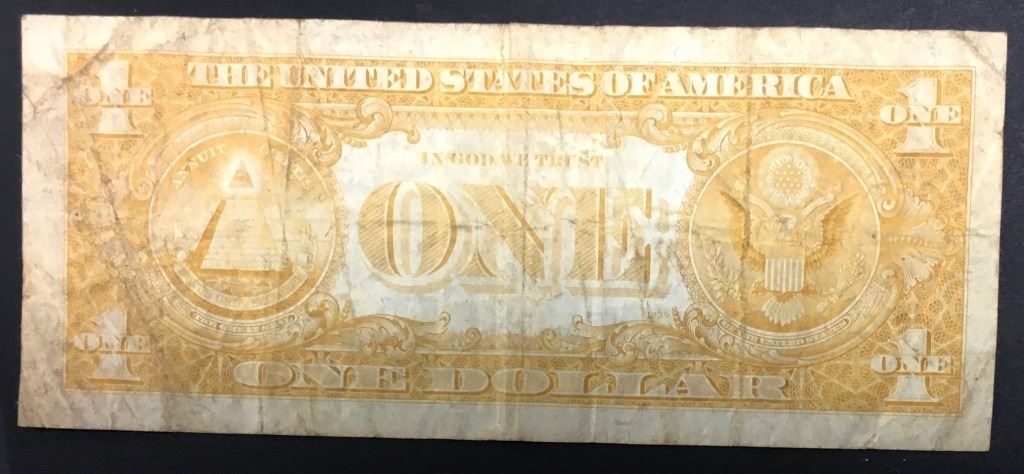 THE UNITED STATES OF AMERICA
1 ONE
1 ONE
ANNUIT
IN GOD WE TRUST
ONE
1 ONE
1 ONE
ONE DOLLAR